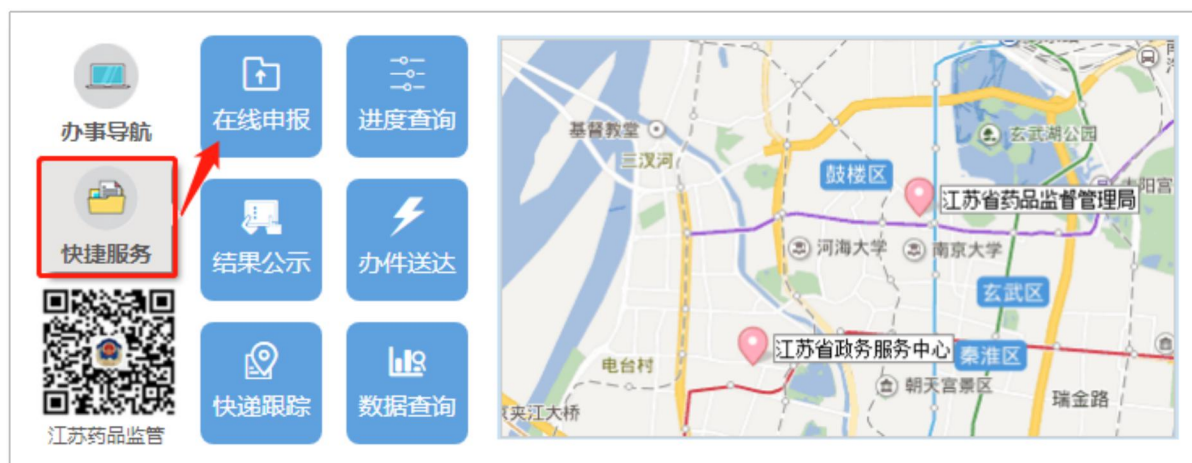 办事导航
快捷服务
江苏药品监管
在线申报
进度查询
结果公示
办件送达
快递跟踪
数据查询
基督教堂
三汊河
玄武湖公园
鼓楼区
太阳宫
江苏省药品监督管理局
河海大学
南京大学
玄武区
江苏省政务服务中心
秦淮区
电台村
朝天宫景区
瑞金路
夹江大桥